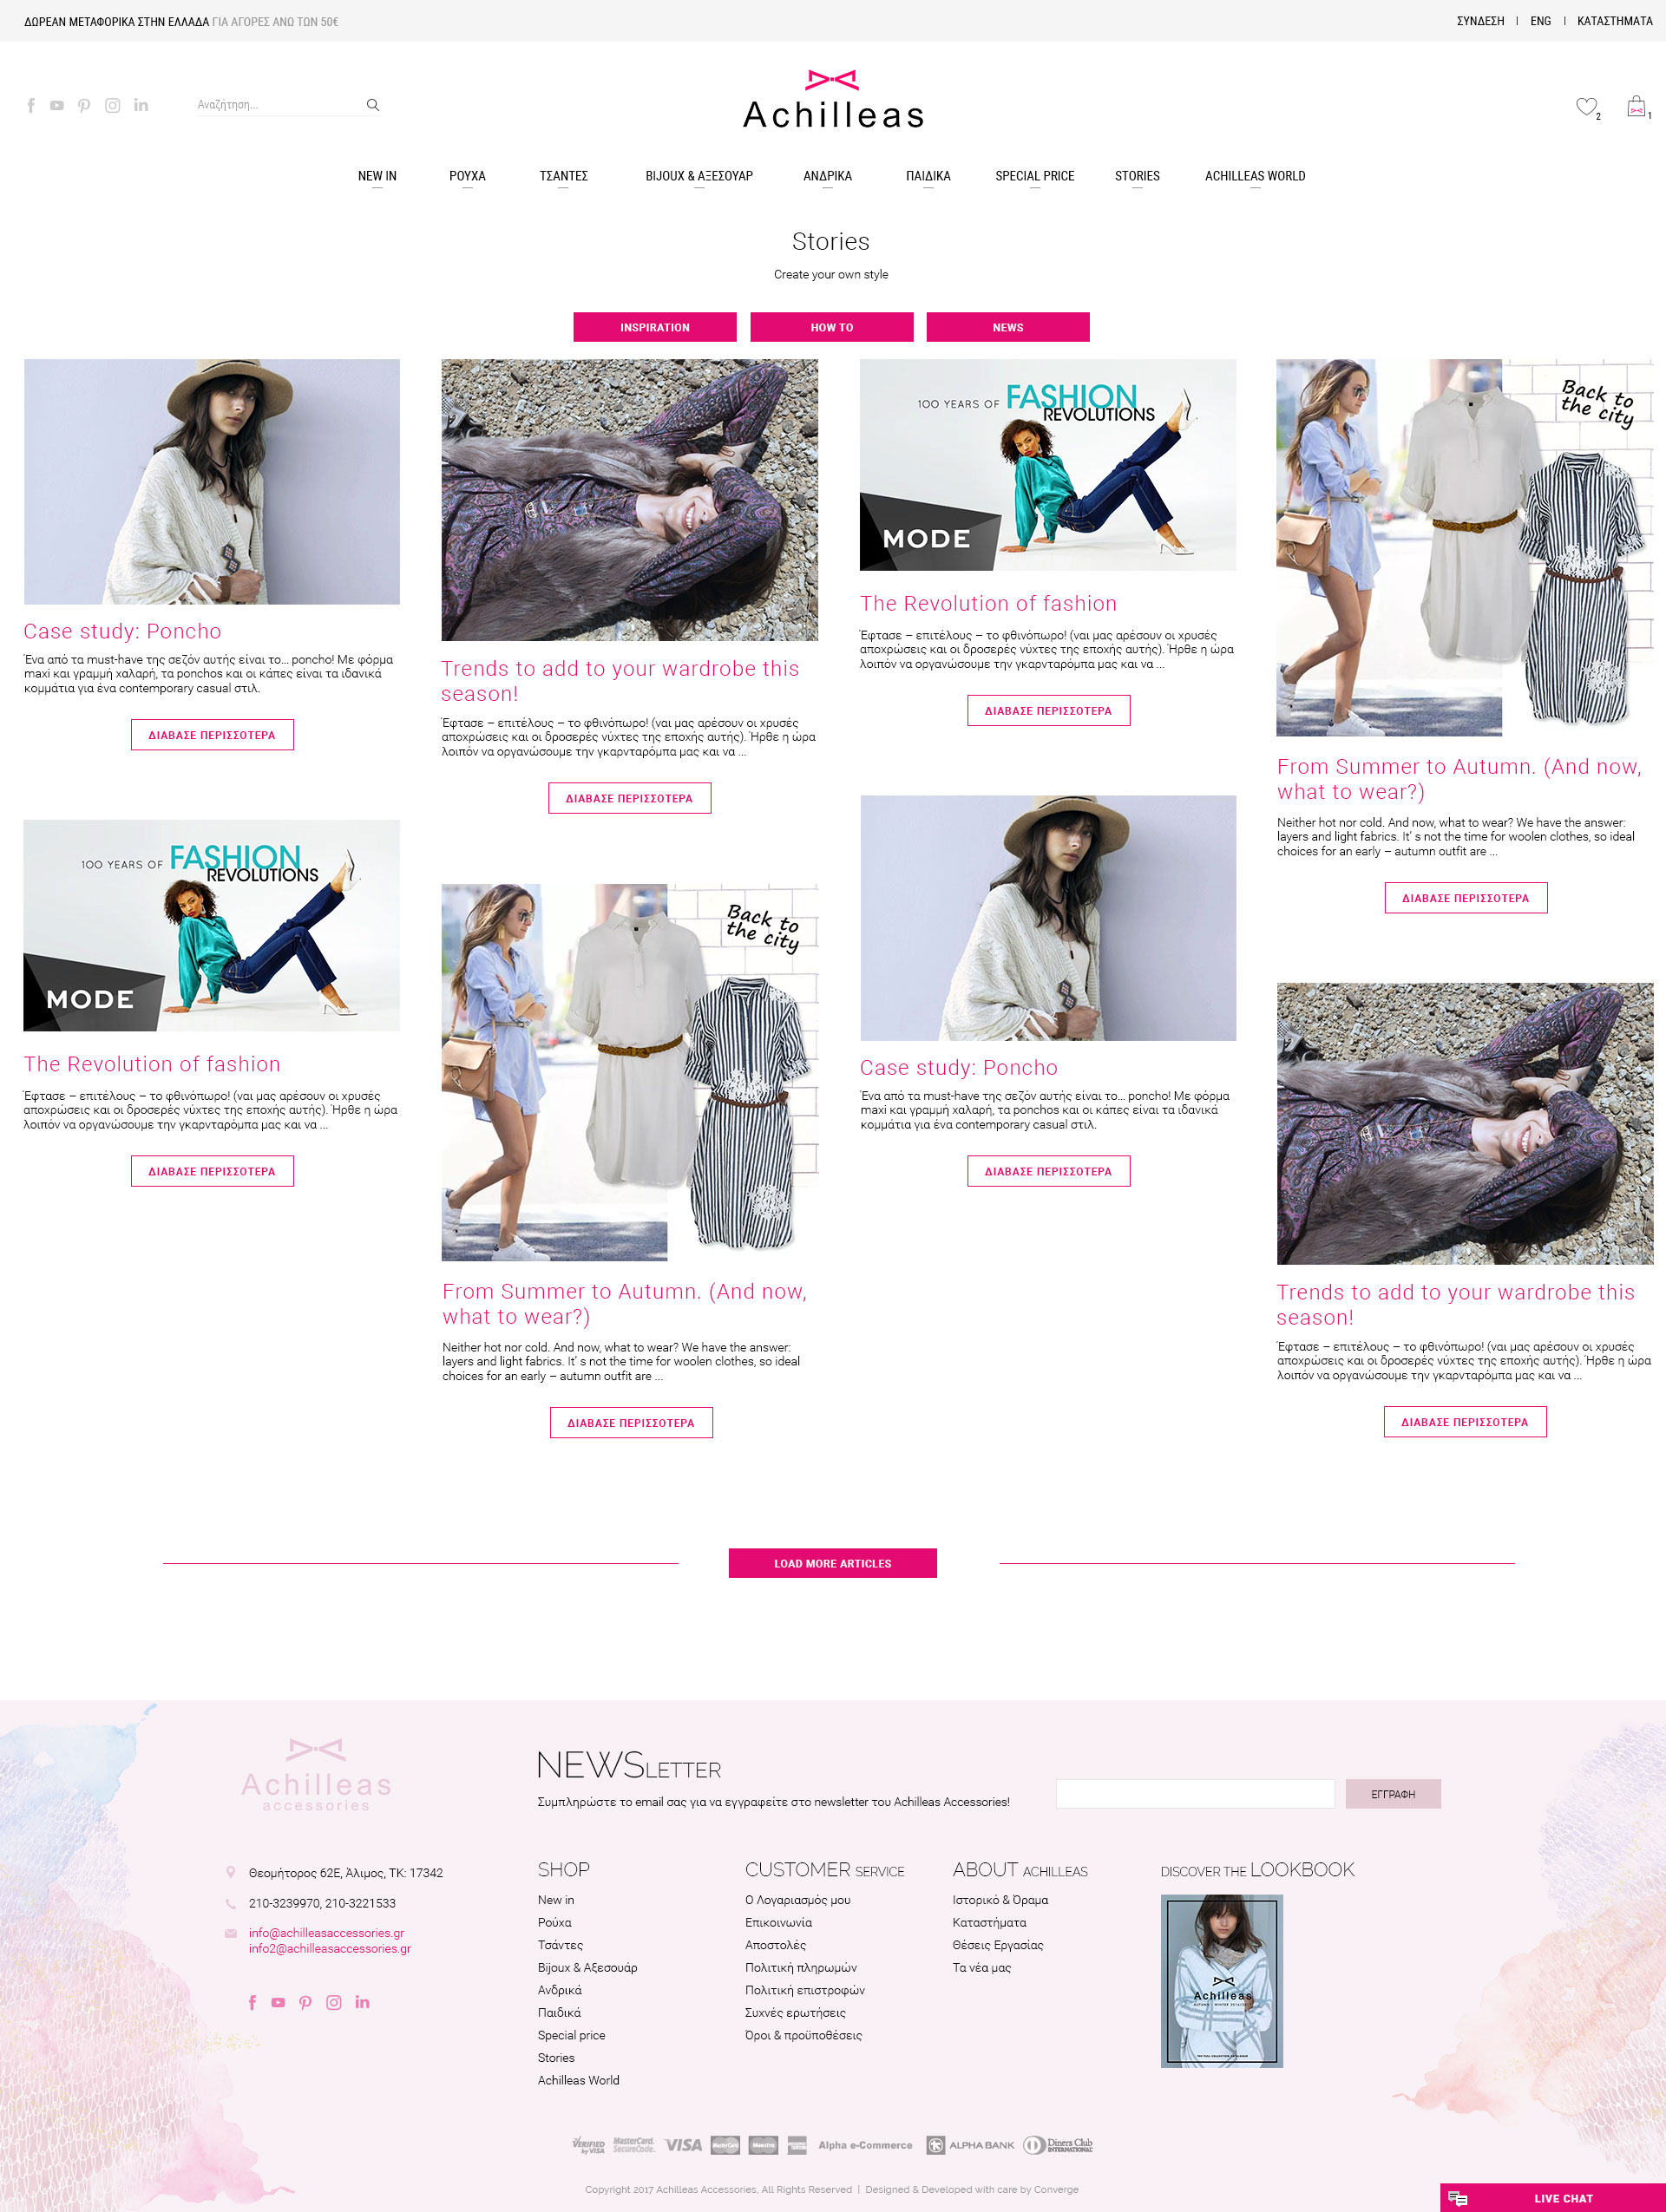 ΔΩΡΕΑΝ ΜΕΤΑΦΟΡΙΚΑ ΣΤΗΝ ΕΛΛΑΔΑ ΓΙΑ ΑΓΟΡΕΣ ΑΝΩ ΤΩΝ 50€
ΣΥΝΔΕΣΗ | ENG | ΚΑΤΑΣΤΗΜΑΤΑ
Αναζήτηση...
Achilleas
2
1
NEW IN
ΡΟΥΧΑ
ΤΣΑΝΤΕΣ
BIJOUX & ΑΞΕΣΟΥΑΡ
ΑΝΔΡΙΚΑ
ΠΑΙΔΙΚΑ
SPECIAL PRICE
STORIES
ACHILLEAS WORLD
Stories
Create your own style
INSPIRATION
HOW TO
NEWS
Case study: Poncho
Ένα από τα must-have της σεζόν αυτής είναι το... poncho! Με φόρμα
maxi και γραμμή χαλαρή, τα ponchos και οι κάπες είναι τα ιδανικά
κομμάτια για ένα contemporary casual στιλ.
ΔΙΑΒΑΣΕ ΠΕΡΙΣΣΟΤΕΡΑ
100 YEARS OF FASHION
REVOLUTIONS
MODE
The Revolution of fashion
Έφτασε – επιτέλους – το φθινόπωρο! (ναι μας αρέσουν οι χρυσές
αποχρώσεις και οι δροσερές νύχτες της εποχής αυτής). Ήρθε η ώρα
λοιπόν να οργανώσουμε την γκαρνταρόμπα μας και να ...
ΔΙΑΒΑΣΕ ΠΕΡΙΣΣΟΤΕΡΑ
Trends to add to your wardrobe this
season!
Έφτασε – επιτέλους – το φθινόπωρο! (ναι μας αρέσουν οι χρυσές
αποχρώσεις και οι δροσερές νύχτες της εποχής αυτής). Ήρθε η ώρα
λοιπόν να οργανώσουμε την γκαρνταρόμπα μας και να ...
ΔΙΑΒΑΣΕ ΠΕΡΙΣΣΟΤΕΡΑ
Back to
the city
From Summer to Autumn. (And now,
what to wear?)
Neither hot nor cold. And now, what to wear? We have the answer:
layers and light fabrics. It' s not the time for woolen clothes, so ideal
choices for an early – autumn outfit are ...
ΔΙΑΒΑΣΕ ΠΕΡΙΣΣΟΤΕΡΑ
100 YEARS OF FASHION
REVOLUTIONS
MODE
The Revolution of fashion
Έφτασε – επιτέλους – το φθινόπωρο! (ναι μας αρέσουν οι χρυσές
αποχρώσεις και οι δροσερές νύχτες της εποχής αυτής). Ήρθε η ώρα
λοιπόν να οργανώσουμε την γκαρνταρόμπα μας και να ...
ΔΙΑΒΑΣΕ ΠΕΡΙΣΣΟΤΕΡΑ
Case study: Poncho
Ένα από τα must-have της σεζόν αυτής είναι το... poncho! Με φόρμα
maxi και γραμμή χαλαρή, τα ponchos και οι κάπες είναι τα ιδανικά
κομμάτια για ένα contemporary casual στιλ.
ΔΙΑΒΑΣΕ ΠΕΡΙΣΣΟΤΕΡΑ
Back to
the city
From Summer to Autumn. (And now,
what to wear?)
Neither hot nor cold. And now, what to wear? We have the answer:
layers and light fabrics. It' s not the time for woolen clothes, so ideal
choices for an early – autumn outfit are ...
ΔΙΑΒΑΣΕ ΠΕΡΙΣΣΟΤΕΡΑ
Trends to add to your wardrobe this
season!
Έφτασε – επιτέλους – το φθινόπωρο! (ναι μας αρέσουν οι χρυσές
αποχρώσεις και οι δροσερές νύχτες της εποχής αυτής). Ήρθε η ώρα
λοιπόν να οργανώσουμε την γκαρνταρόμπα μας και να ...
ΔΙΑΒΑΣΕ ΠΕΡΙΣΣΟΤΕΡΑ
LOAD MORE ARTICLES
Achilleas
accessories
NEWSLETTER
Συμπληρώστε το email σας για να εγγραφείτε στο newsletter του Achilleas Accessories!
ΕΓΓΡΑΦΗ
Θεομήτορος 62Ε, Άλιμος, ΤΚ: 17342
210-3239970, 210-3221533
info@achilleasaccessories.gr
info2@achilleasaccessories.gr
SHOP
New in
Ρούχα
Τσάντες
Bijoux & Αξεσουάρ
Ανδρικά
Παιδικά
Special price
Stories
Achilleas World
CUSTOMER SERVICE
Ο Λογαριασμός μου
Επικοινωνία
Αποστολές
Πολιτική πληρωμών
Πολιτική επιστροφών
Συχνές ερωτήσεις
Όροι & προϋποθέσεις
ABOUT ACHILLEAS
Ιστορικό & Όραμα
Καταστήματα
Θέσεις Εργασίας
Τα νέα μας
DISCOVER THE LOOKBOOK
Achilleas
VERIFIED by VISA
MasterCard. SecureCode.
VISA
MasterCard
Maestro
Alpha e-Commerce
ALPHA BANK
Diners Club INTERNATIONAL
Copyright 2017 Achilleas Accessories, All Rights Reserved | Designed & Developed with care by Converge
LIVE CHAT